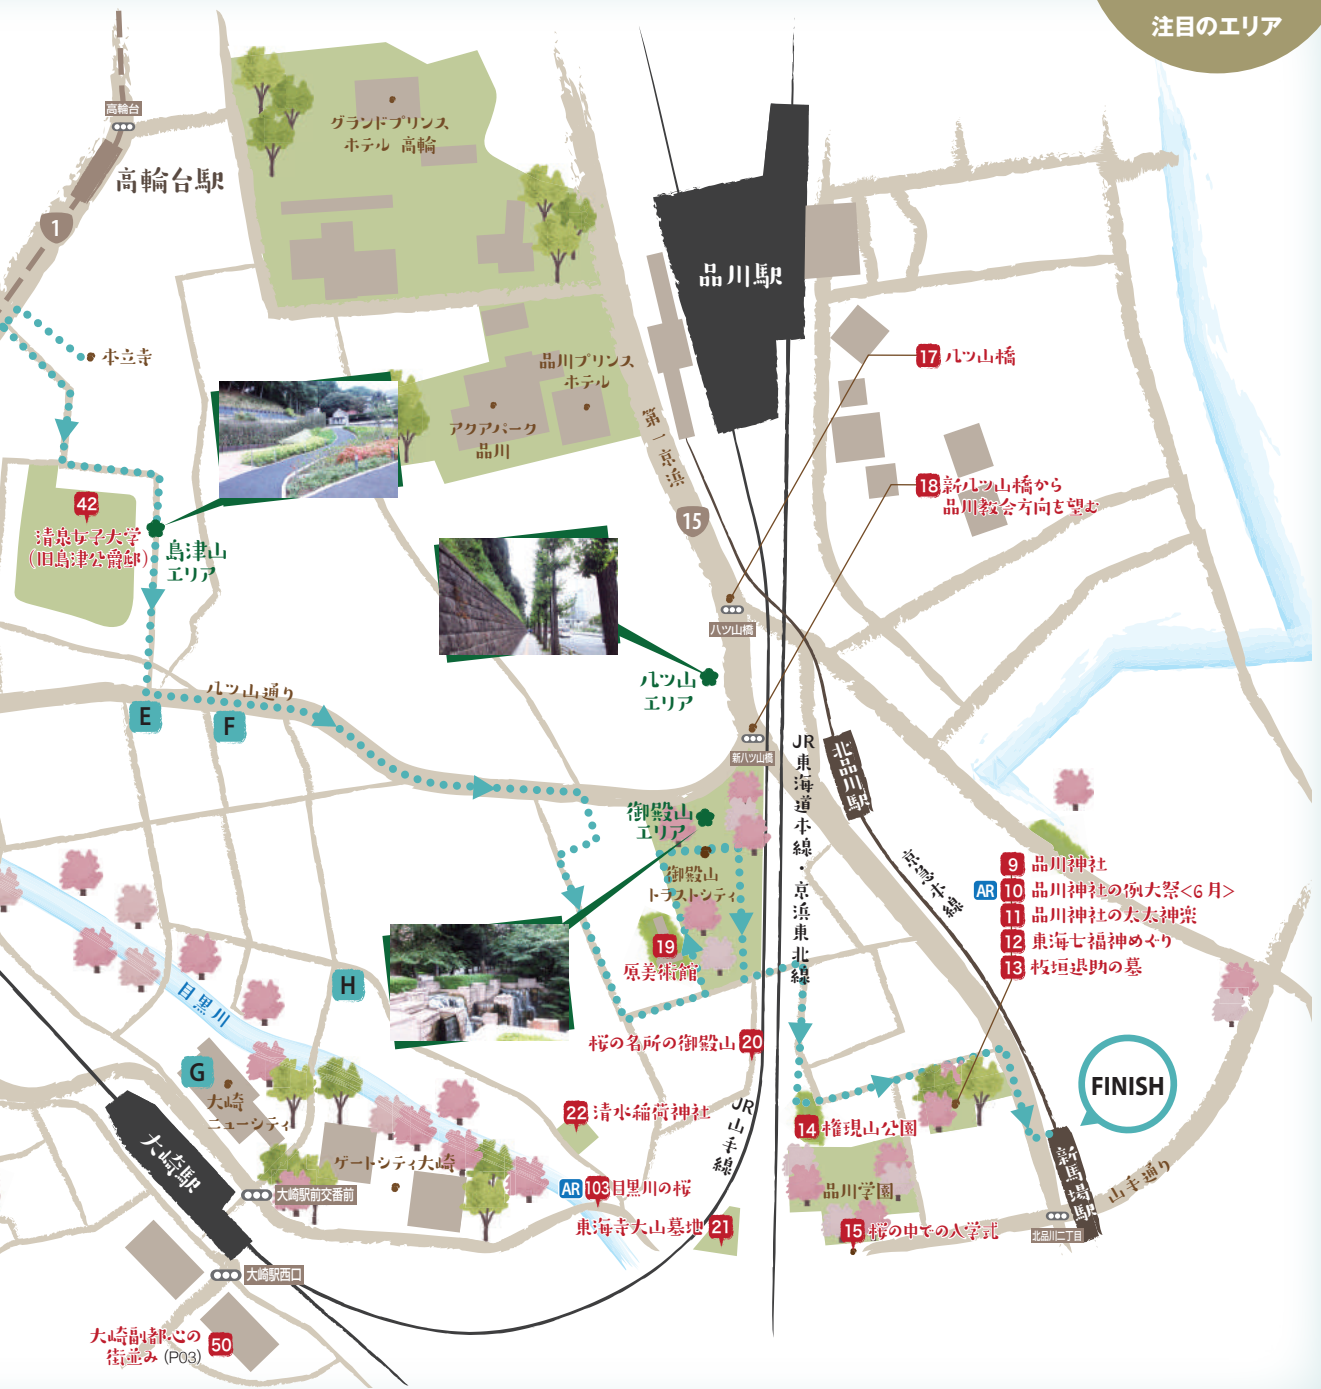 注目のエリア
高輪台
高輪台駅
1
グランドプリンス
ホテル 高輪
品川駅
本立寺
品川プリンス
ホテル
アクアパーク
品川
第一京浜
15
17 八ツ山橋
18 新八ツ山橋から
品川教会方向を望む
42
清泉女子大学
(旧島津公爵邸)
島津山
エリア
八ツ山橋
八ツ山
エリア
八ツ山通り
E
F
新八ツ山橋
JR東海道本線・京浜東北線
北品川駅
御殿山
エリア
御殿山
トラストシティ
京急本線
9 品川神社
AR 10 品川神社の例大祭<6月>
11 品川神社の太太神楽
12 東海七福神めぐり
13 板垣退助の墓
19
原美術館
H
目黒川
桜の名所の御殿山 20
G
大崎
ニューシティ
FINISH
22 清水稲荷神社
JR山手線
14 権現山公園
大崎駅
ゲートシティ大崎
大崎駅前交番前
AR 103 目黒川の桜
品川学園
新馬場駅
山手通り
東海寺大山墓地 21
15 桜の中での入学式
北品川二丁目
大崎駅西口
大崎副都心の
街並み (P03)
50